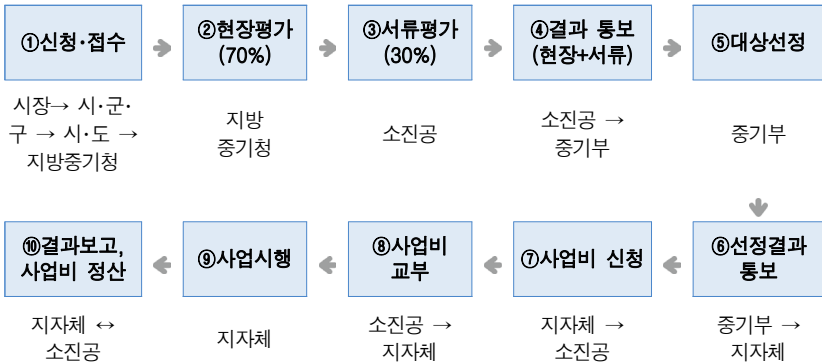 ①신청·접수
②현장평가
(70%)
③서류평가
(30%)
④결과 통보
(현장+서류)
⑤대상선정
시장→ 시·군·
구 → 시·도 →
지방중기청
지방
중기청
소진공
소진공 →
중기부
중기부
⑩결과보고,
사업비 정산
⑨사업시행
⑧사업비
교부
⑦사업비 신청
⑥선정결과
통보
지자체 ↔
소진공
지자체
소진공 →
지자체
지자체 →
소진공
중기부 →
지자체